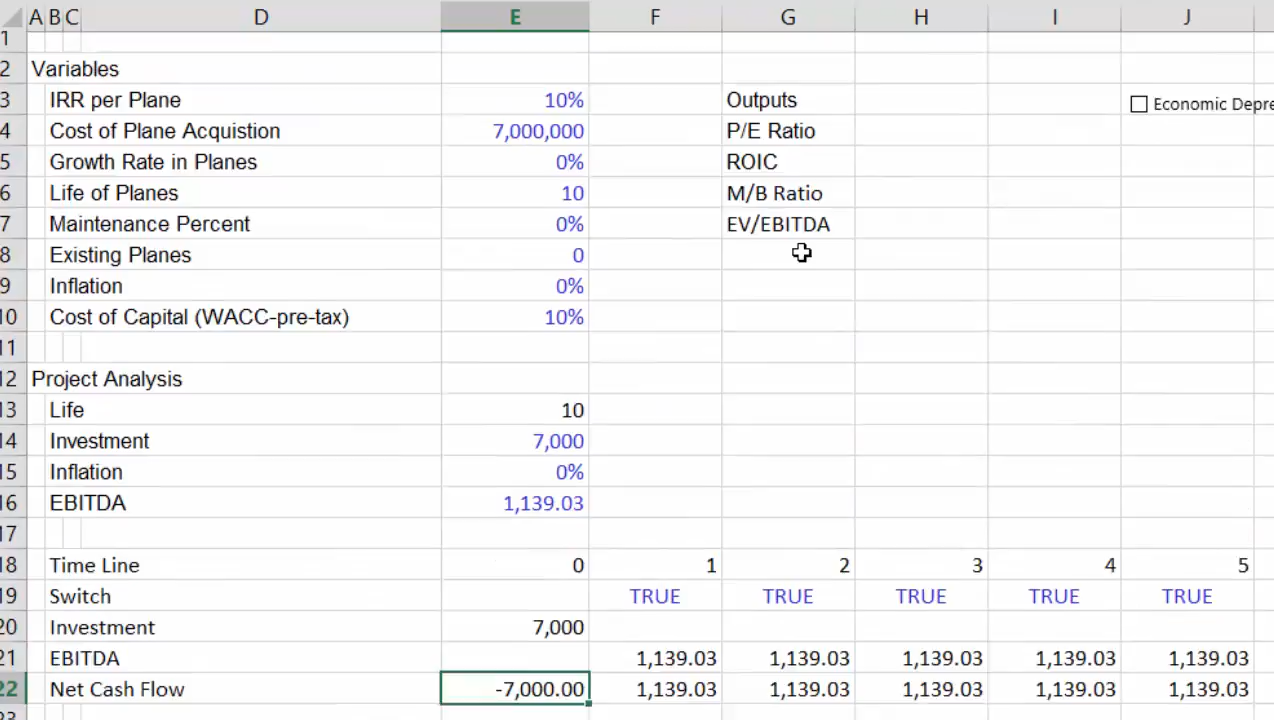 A B C D E F G H I J
1
2 Variables
3 IRR per Plane 10% Outputs Economic Depre
4 Cost of Plane Acquistion 7,000,000 P/E Ratio
5 Growth Rate in Planes 0% ROIC
6 Life of Planes 10 M/B Ratio
7 Maintenance Percent 0% EV/EBITDA
8 Existing Planes 0
9 Inflation 0%
10 Cost of Capital (WACC-pre-tax) 10%
11
12 Project Analysis
13 Life 10
14 Investment 7,000
15 Inflation 0%
16 EBITDA 1,139.03
17
18 Time Line 0 1 2 3 4 5
19 Switch TRUE TRUE TRUE TRUE TRUE
20 Investment 7,000
21 EBITDA 1,139.03 1,139.03 1,139.03 1,139.03 1,139.03
22 Net Cash Flow -7,000.00 1,139.03 1,139.03 1,139.03 1,139.03 1,139.03
23